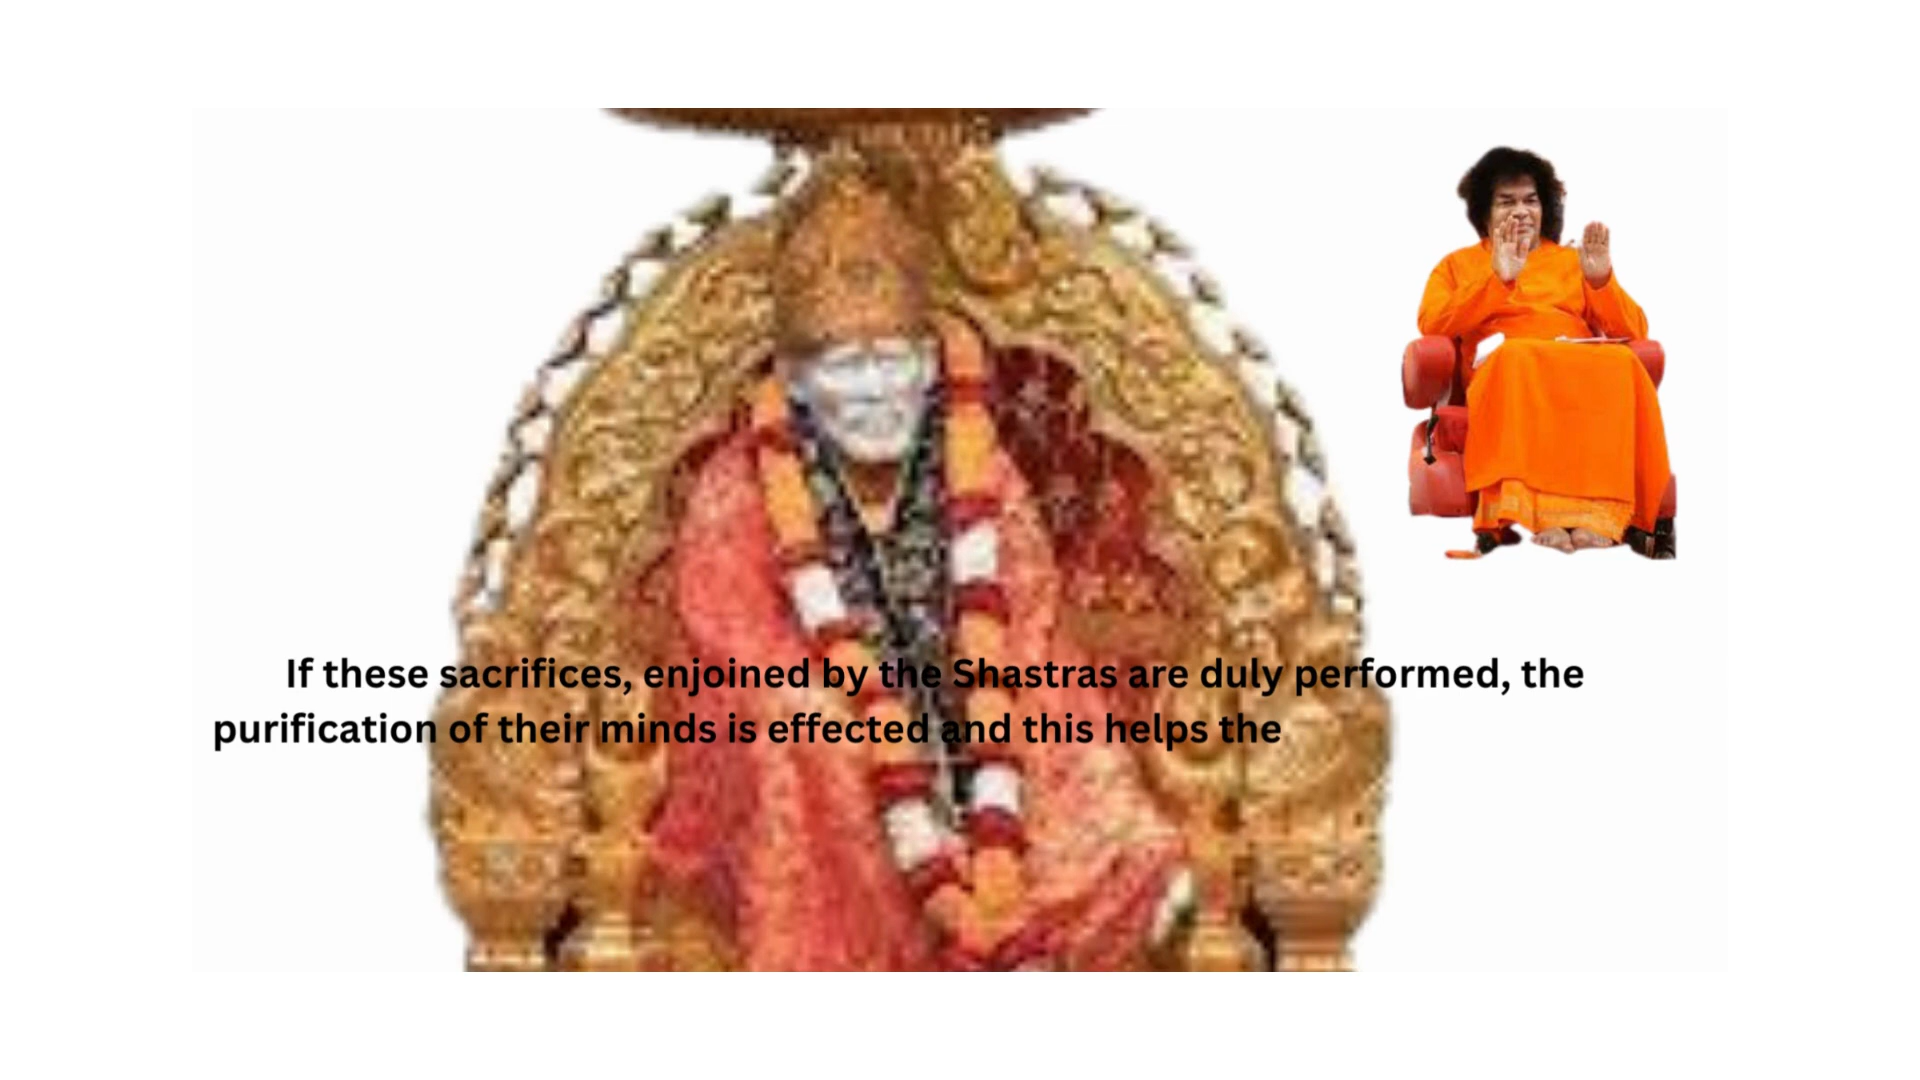 If these sacrifices, enjoined by the Shastras are duly performed, the
purification of their minds is effected and this helps the